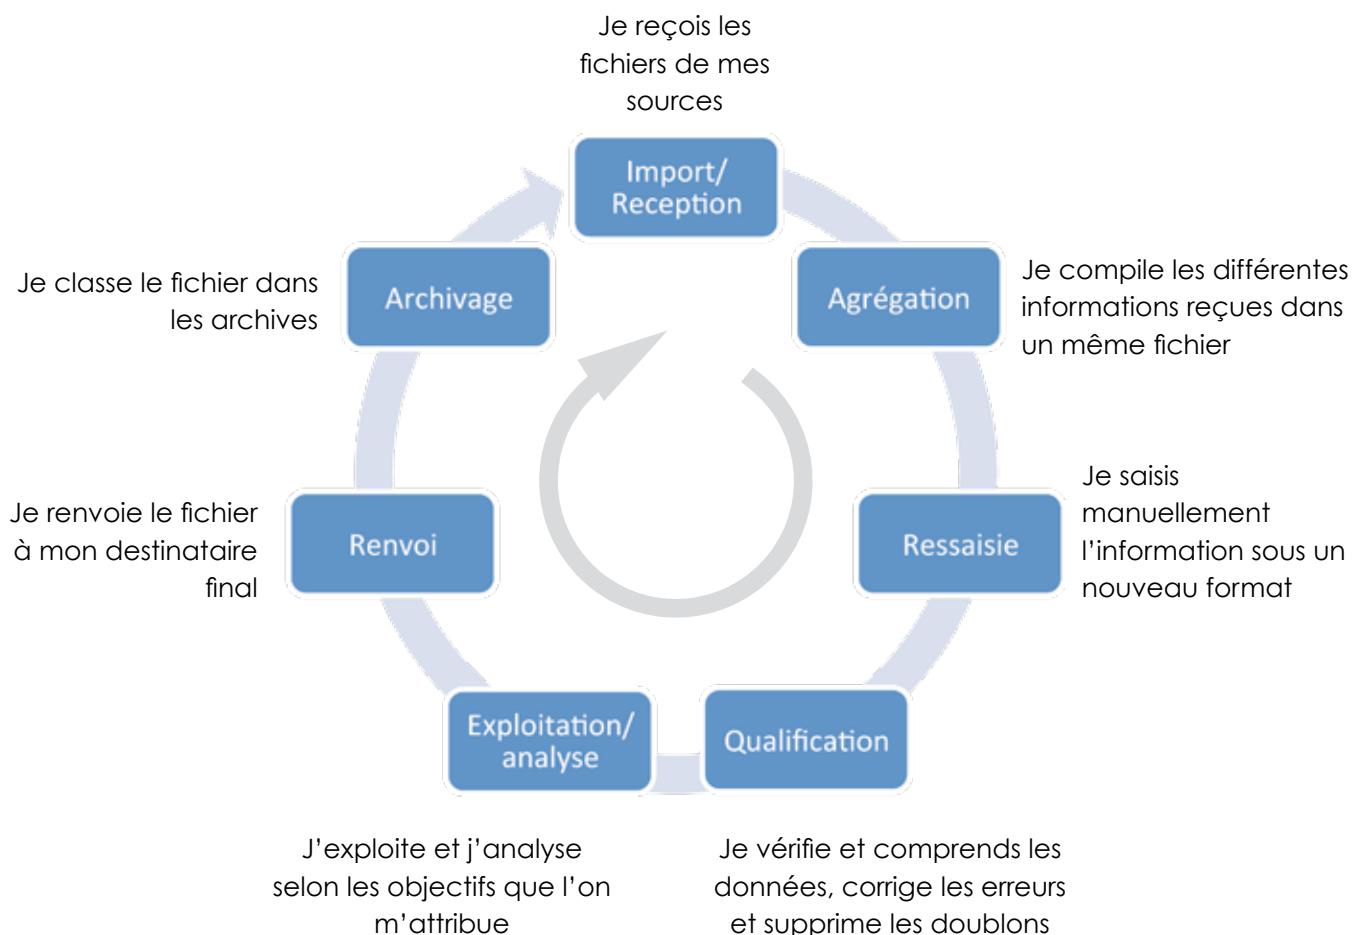 Je reçois les
fichiers de mes
sources
Import/
Reception
Agrégation
Je compile les différentes
informations reçues dans
un même fichier
Ressaisie
Je saisis
manuellement
l’information sous un
nouveau format
Qualification
Je vérifie et comprends les
données, corrige les erreurs
et supprime les doublons
Exploitation/
analyse
J’exploite et j’analyse
selon les objectifs que l’on
m’attribue
Renvoi
Je renvoie le fichier
à mon destinataire
final
Archivage
Je classe le fichier dans
les archives